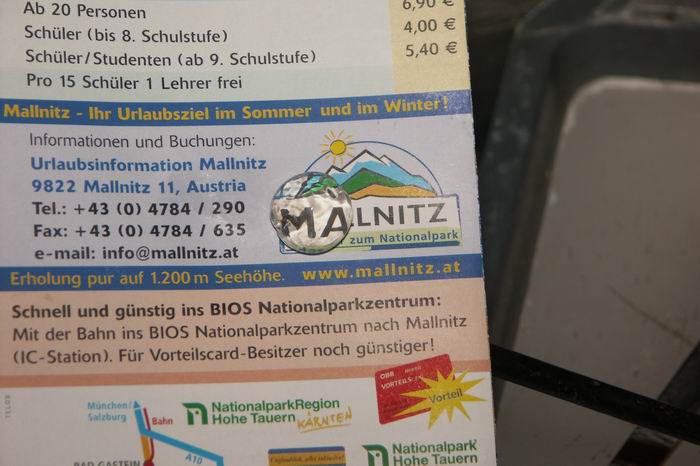 Ab 20 Personen 6,90 €
Schüler (bis 8. Schulstufe) 4,00 €
Schüler/Studenten (ab 9. Schulstufe) 5,40 €
Pro 15 Schüler 1 Lehrer frei
Mallnitz - Ihr Urlaubsziel im Sommer und im Winter!
Informationen und Buchungen:
Urlaubsinformation Mallnitz
9822 Mallnitz 11, Austria
Tel.: +43 (0) 4784 / 290
Fax: +43 (0) 4784 / 635
e-mail: info@mallnitz.at
MALLNITZ
zum Nationalpark
Erholung pur auf 1.200 m Seehöhe. www.mallnitz.at
Schnell und günstig ins BIOS Nationalparkzentrum:
Mit der Bahn ins BIOS Nationalparkzentrum nach Mallnitz
(IC-Station). Für Vorteilscard-Besitzer noch günstiger!
ÖBB
VORTEILS
Vorteil
München/
Salzburg
Bahn
A10
BAD GASTEIN
NationalparkRegion
Hohe Tauern
KÄRNTEN
Nationalpark
Hohe Tauern